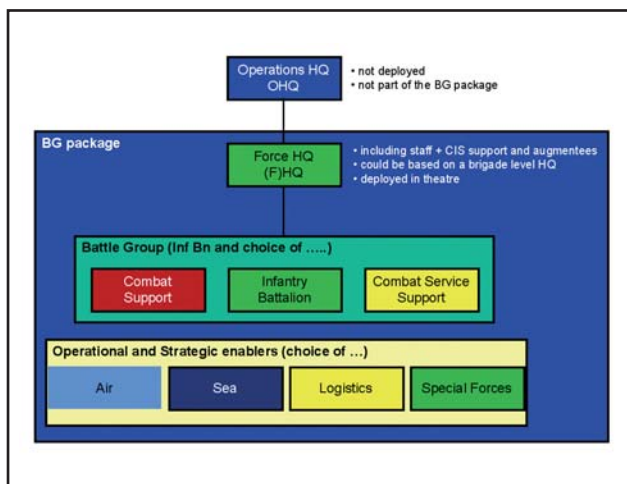 Operations HQ
OHQ
• not deployed
• not part of the BG package
BG package
Force HQ
(F)HQ
• including staff + CIS support and augmentees
• could be based on a brigade level HQ
• deployed in theatre
Battle Group (Inf Bn and choice of …..)
Combat
Support
Infantry
Battalion
Combat Service
Support
Operational and Strategic enablers (choice of …)
Air
Sea
Logistics
Special Forces